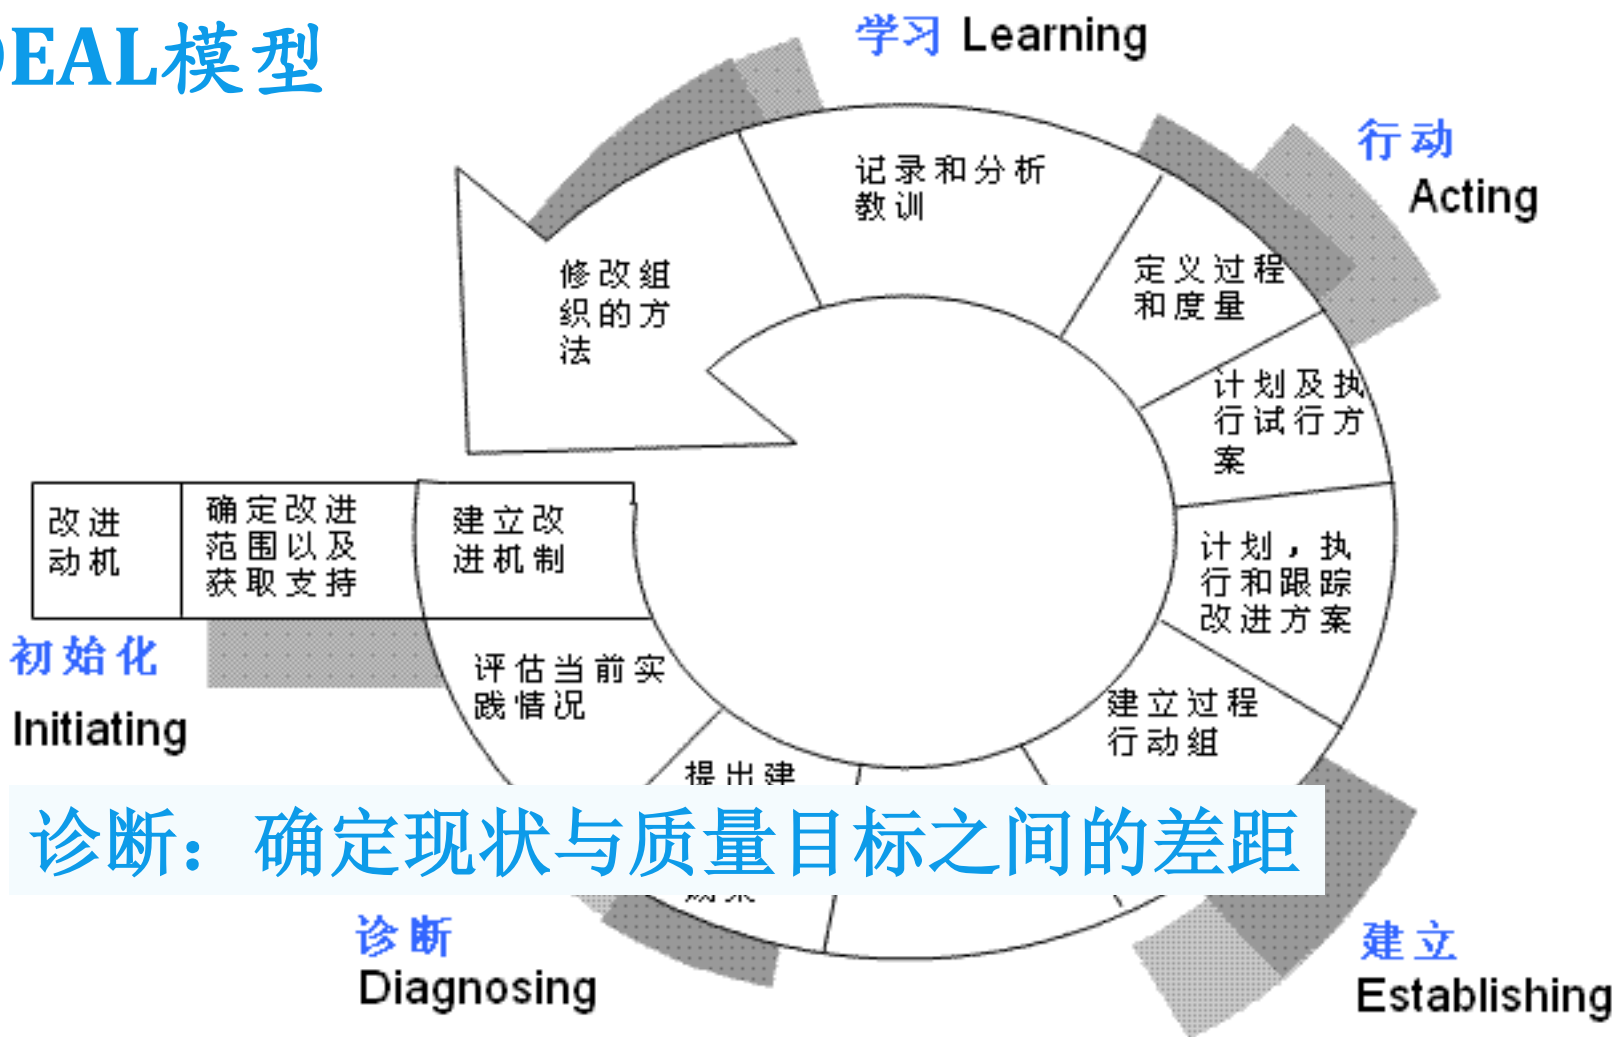 DEAL模型
学习 Learning
行动
Acting
记录和分析
教训
定义过程
和度量
修改组
织的方
法
计划及执
行试行方
案
改进
动机
确定改进
范围以及
获取支持
建立改
进机制
计划，执
行和跟踪
改进方案
初始化
Initiating
评估当前实
践情况
建立过程
行动组
提出建
诊断：确定现状与质量目标之间的差距
诊断
Diagnosing
建立
Establishing